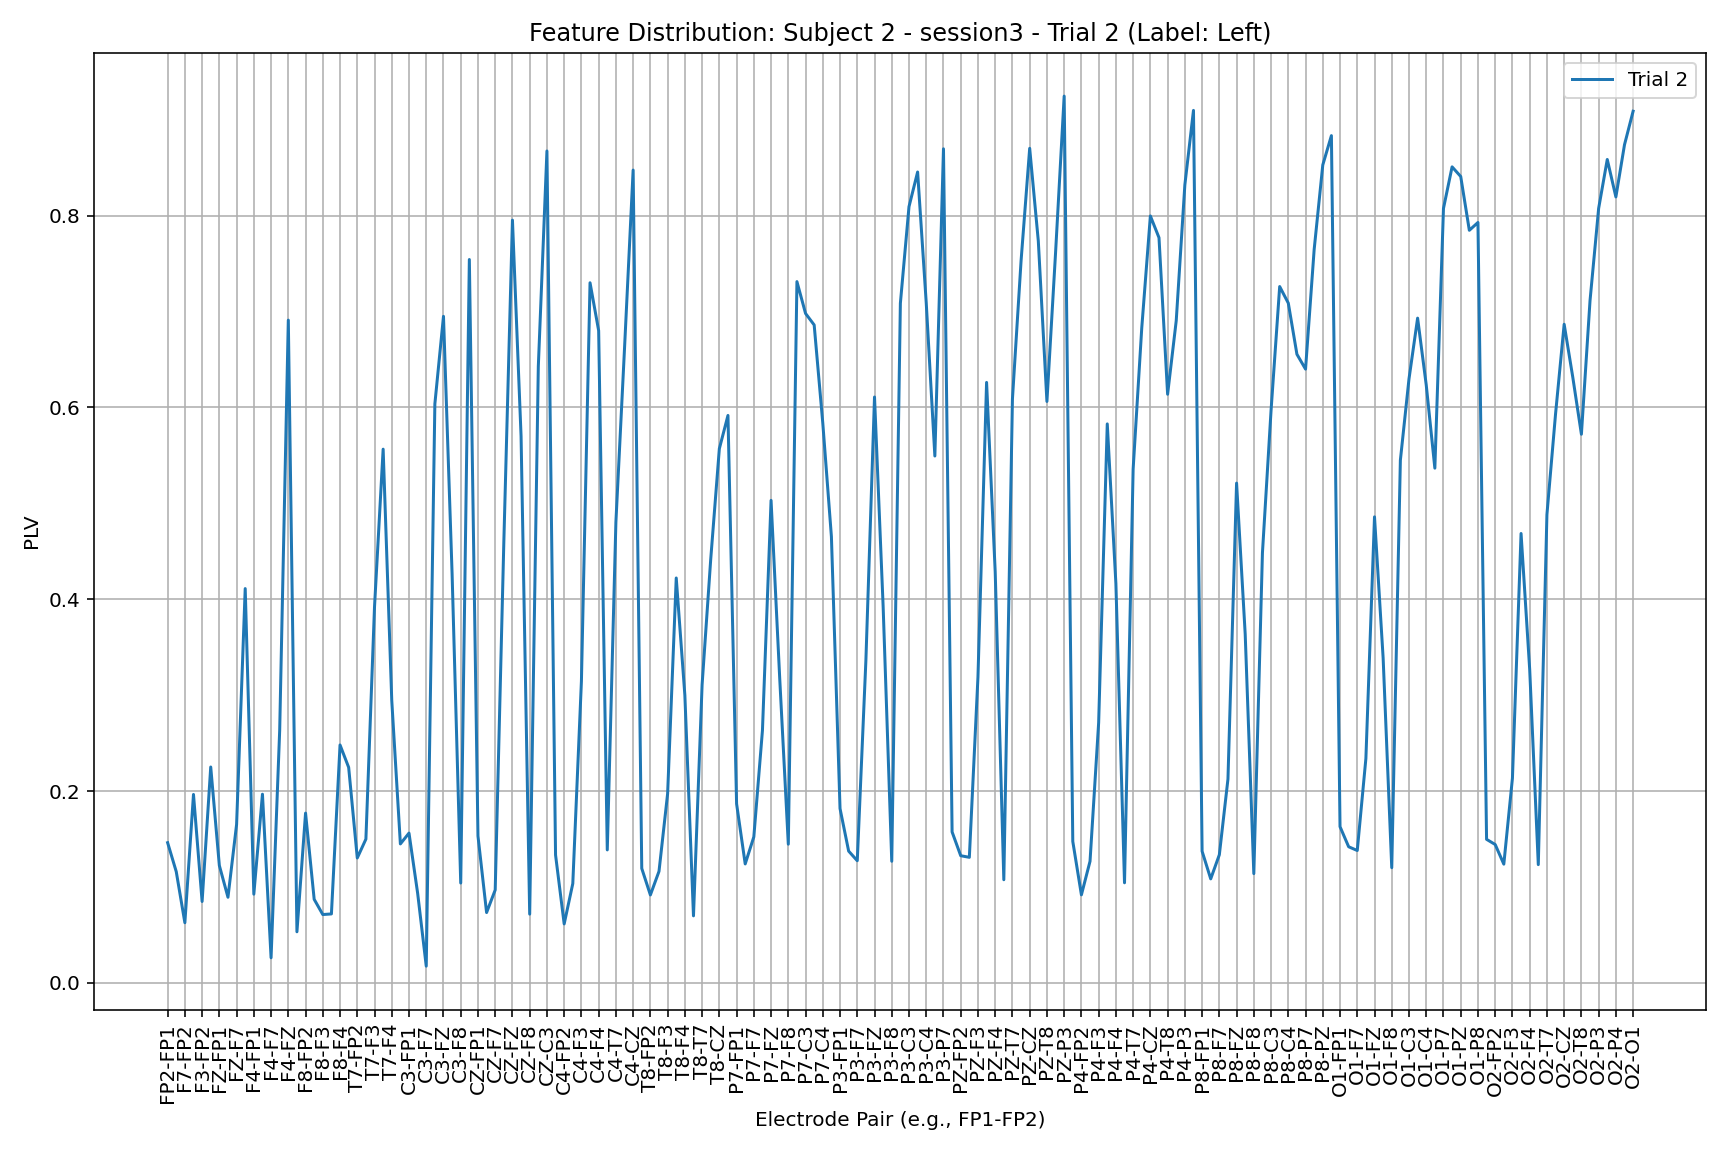 Feature Distribution: Subject 2 - session3 - Trial 2 (Label: Left)
Trial 2
PLV
0.8
0.6
0.4
0.2
0.0
FP2-FP1
F7-FP2
F3-FP2
FZ-FP1
FZ-F7
F4-FP1
F4-F7
F4-FZ
F8-FP2
F8-F3
F8-F4
T7-FP2
T7-F3
T7-F4
C3-FP1
C3-F7
C3-FZ
C3-F8
CZ-FP1
CZ-F7
CZ-FZ
CZ-F8
CZ-C3
C4-FP2
C4-F3
C4-F4
C4-T7
C4-CZ
T8-FP2
T8-F3
T8-F4
T8-T7
T8-CZ
P7-FP1
P7-F7
P7-FZ
P7-F8
P7-C3
P7-C4
P3-FP1
P3-F7
P3-FZ
P3-F8
P3-C3
P3-C4
P3-P7
PZ-FP2
PZ-F3
PZ-F4
PZ-T7
PZ-CZ
PZ-T8
PZ-P3
P4-FP2
P4-F3
P4-F4
P4-T7
P4-CZ
P4-T8
P4-P3
P8-FP1
P8-F7
P8-FZ
P8-F8
P8-C3
P8-C4
P8-P7
P8-PZ
O1-FP1
O1-F7
O1-FZ
O1-F8
O1-C3
O1-C4
O1-P7
O1-PZ
O1-P8
O2-FP2
O2-F3
O2-F4
O2-T7
O2-CZ
O2-T8
O2-P3
O2-P4
O2-O1
Electrode Pair (e.g., FP1-FP2)